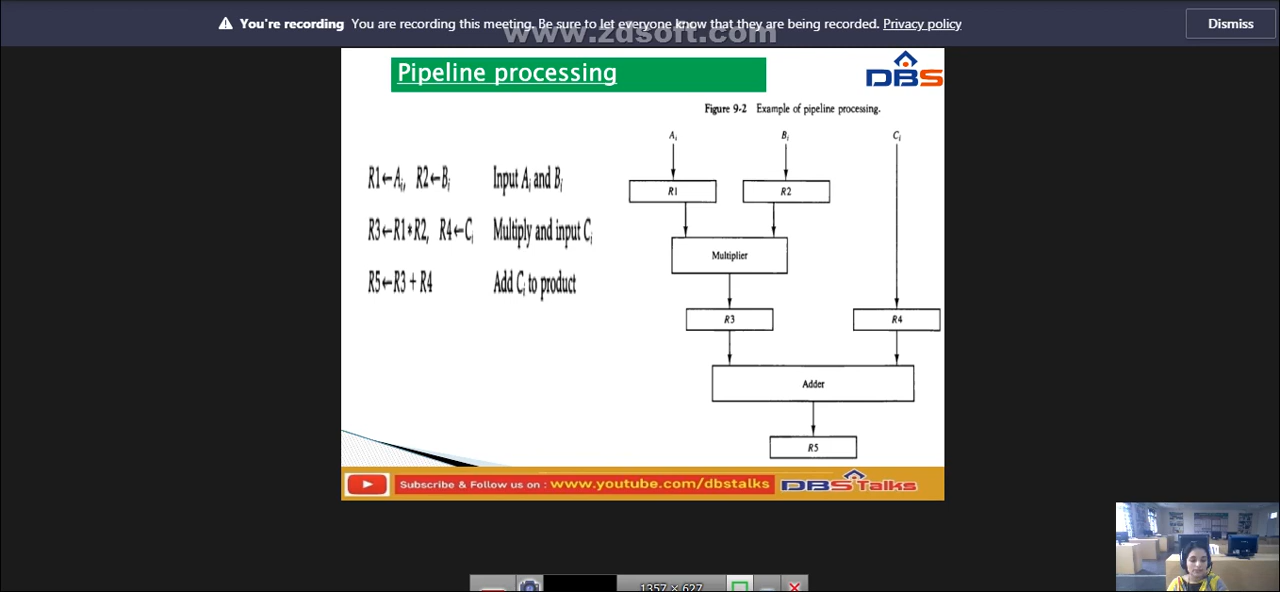 You're recording You are recording this meeting. Be sure to let everyone know that they are being recorded. Privacy policy
Dismiss
www.zdsoft.com
Pipeline processing
DBS
Figure 9-2 Example of pipeline processing.
Ai Bi Ci
R1←Ai, R2←Bi Input Ai and Bi
R1 R2
R3←R1*R2, R4←Ci Multiply and input Ci
Multiplier
R5←R3 + R4 Add Ci to product
R3 R4
Adder
R5
Subscribe & Follow us on : www.youtube.com/dbstalks DBS Talks
1357 × 627